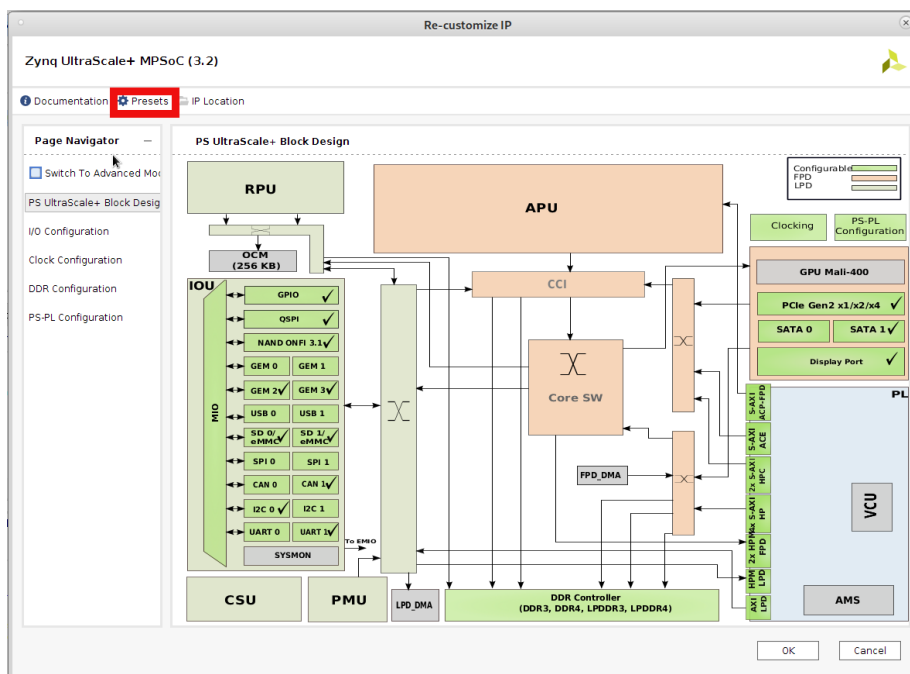 Re-customize IP
Zynq UltraScale+ MPSoC (3.2)
Documentation Presets IP Location
Page Navigator
Switch To Advanced Mod
PS UltraScale+ Block Desig
I/O Configuration
Clock Configuration
DDR Configuration
PS-PL Configuration
PS UltraScale+ Block Design
Configurable
FPD
LPD
RPU
APU
Clocking
PS-PL
Configuration
OCM
(256 KB)
CCI
GPU Mali-400
PCIe Gen2 x1/x2/x4
SATA 0
SATA 1
Display Port
IOU
MIO
GPIO
QSPI
NAND ONFI 3.1
GEM 0
GEM 1
GEM 2
GEM 3
USB 0
USB 1
SD 0/
eMMC
SD 1/
eMMC
SPI 0
SPI 1
CAN 0
CAN 1
I2C 0
I2C 1
UART 0
UART 1
SYSMON
To EMIO
Core SW
FPD_DMA
PL
S-AXI
ACP-FPD
S-AXI
ACE
2x S-AXI
HPC
4x S-AXI
HP
2x HPM
FPD
HPM
LPD
AXI
LPD
VCU
AMS
CSU
PMU
LPD_DMA
DDR Controller
(DDR3, DDR4, LPDDR3, LPDDR4)
OK
Cancel